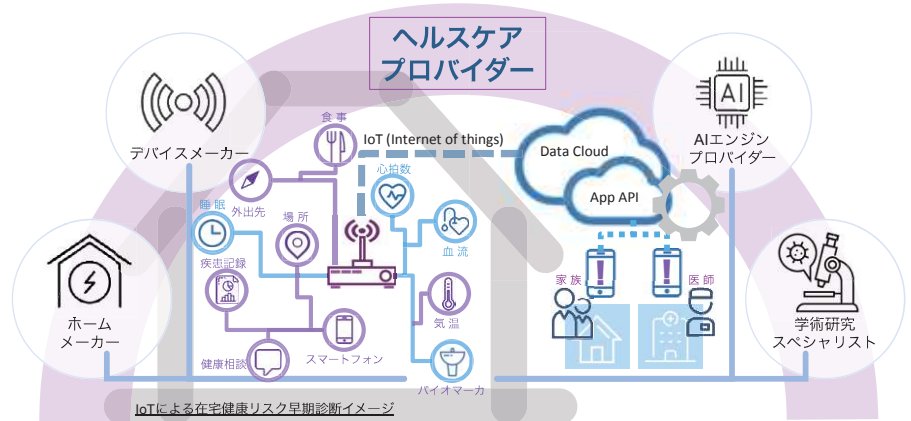 ヘルスケア
プロバイダー
デバイスメーカー
AI
AIエンジン
プロバイダー
食事
IoT (Internet of things)
Data Cloud
App API
心拍数
外出先
睡眠
場所
血流
疾患記録
気温
家族
医師
ホーム
メーカー
学術研究
スペシャリスト
健康相談
スマートフォン
バイオマーカ
IoTによる在宅健康リスク早期診断イメージ